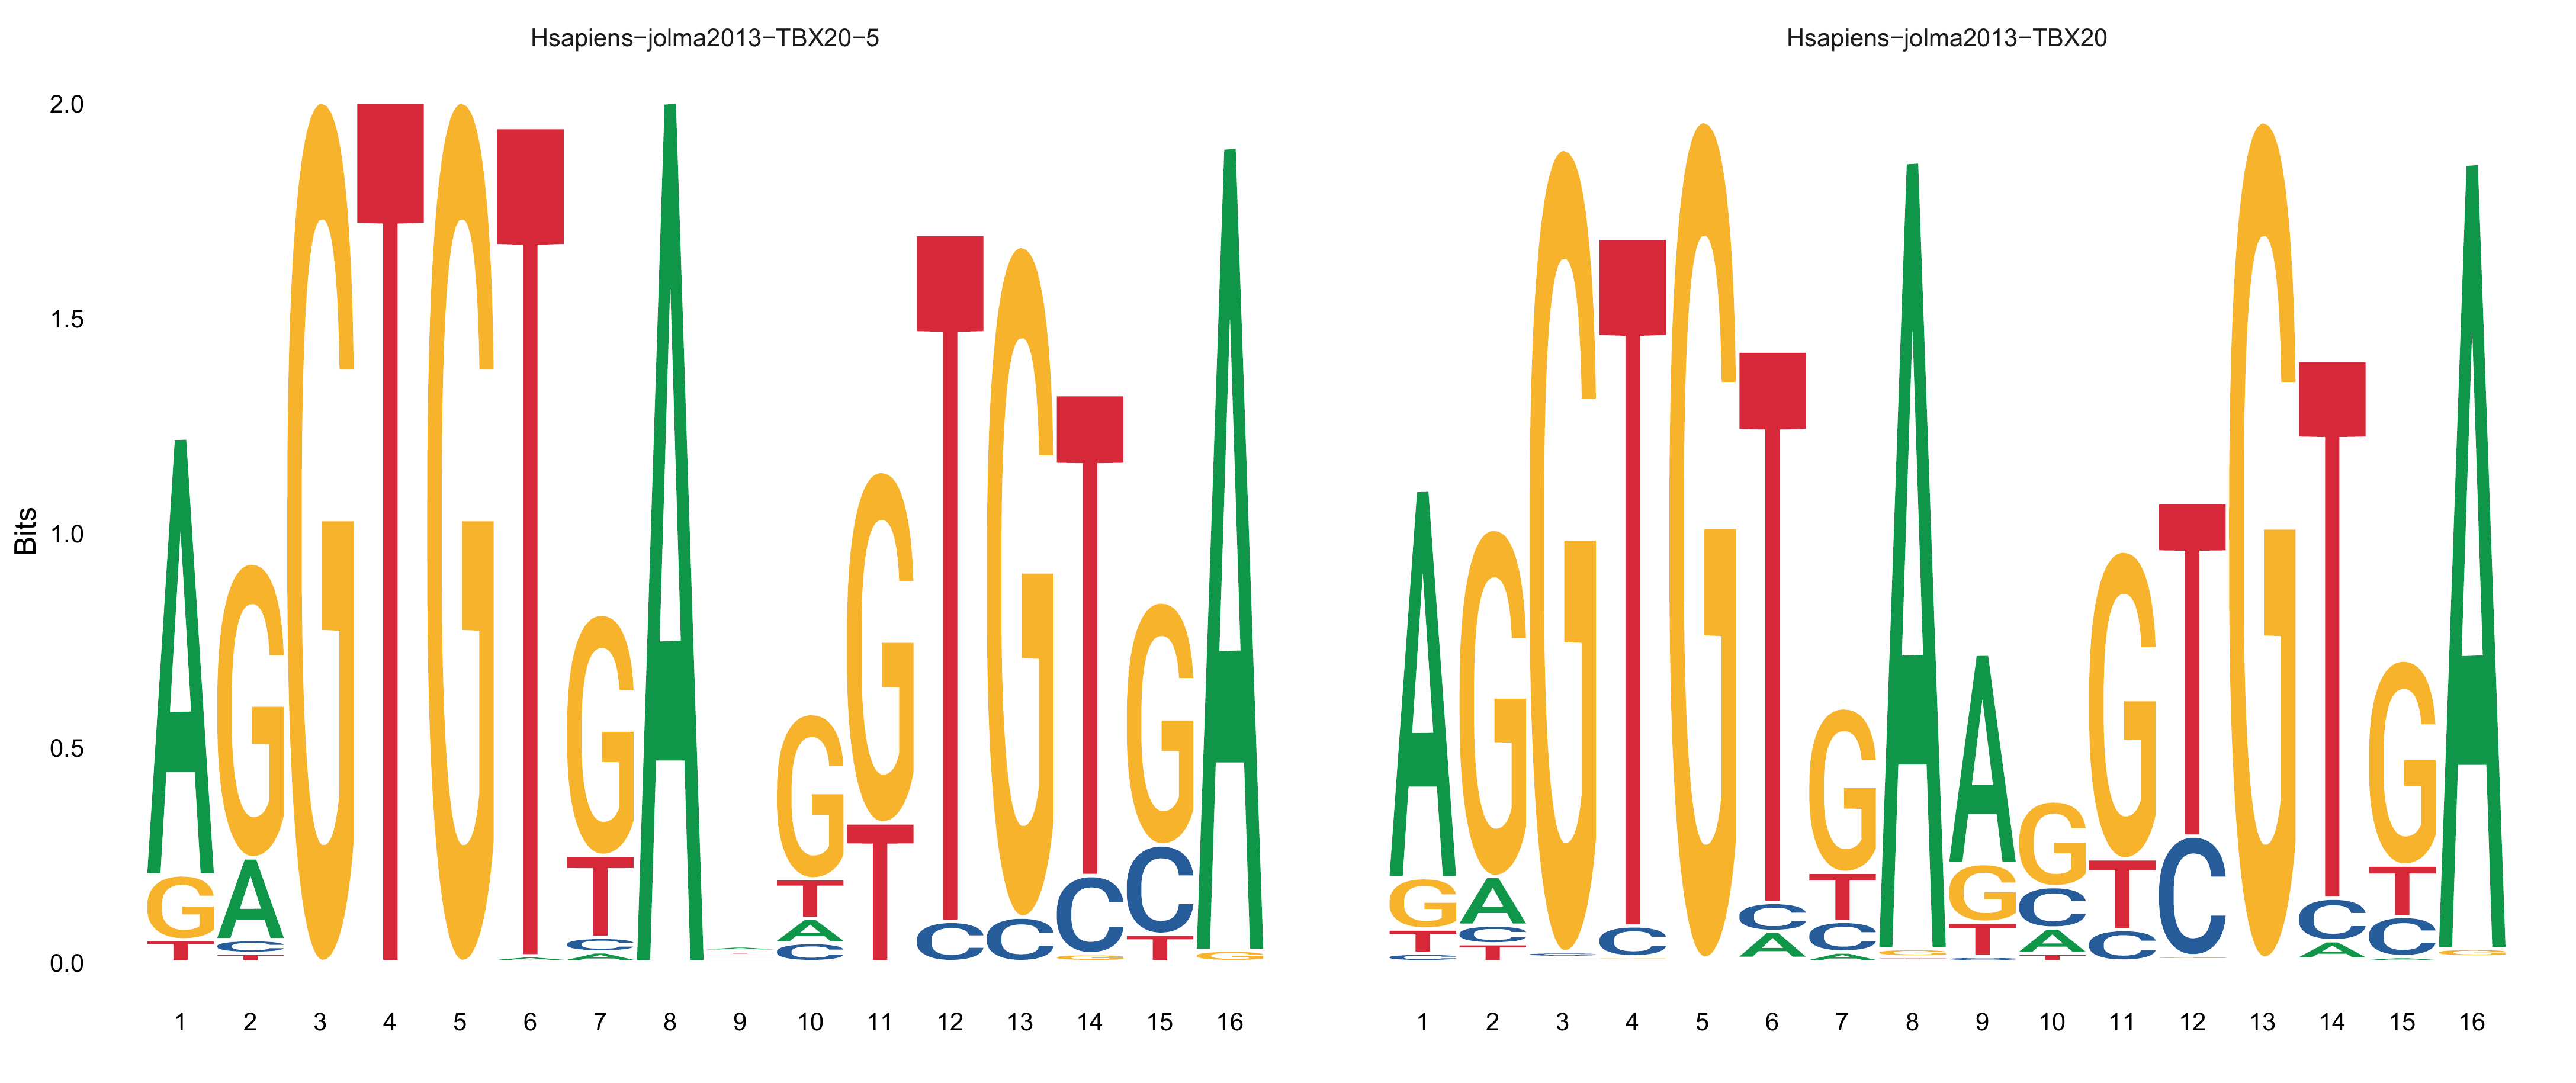 Hsapiens−jolma2013−TBX20−5
Hsapiens−jolma2013−TBX20
Bits
2.0
1.5
1.0
0.5
0.0
A G T
G A C T
G
T
G
T A
G T C A
A
G T A C
G T
T C
G C
T C G
G C T
A G
A G T C
G A C T
G C
T C
G
T C A
G T C A
A G
A G T C
G C A T
G T C
T C
G
T C A
G T C A
A G
1 2 3 4 5 6 7 8 9 10 11 12 13 14 15 16
1 2 3 4 5 6 7 8 9 10 11 12 13 14 15 16